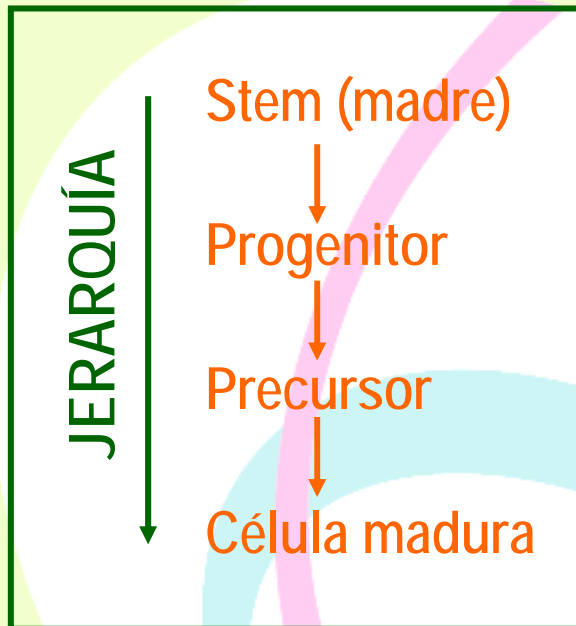 JERARQUÍA
Stem (madre)
Progenitor
Precursor
Célula madura